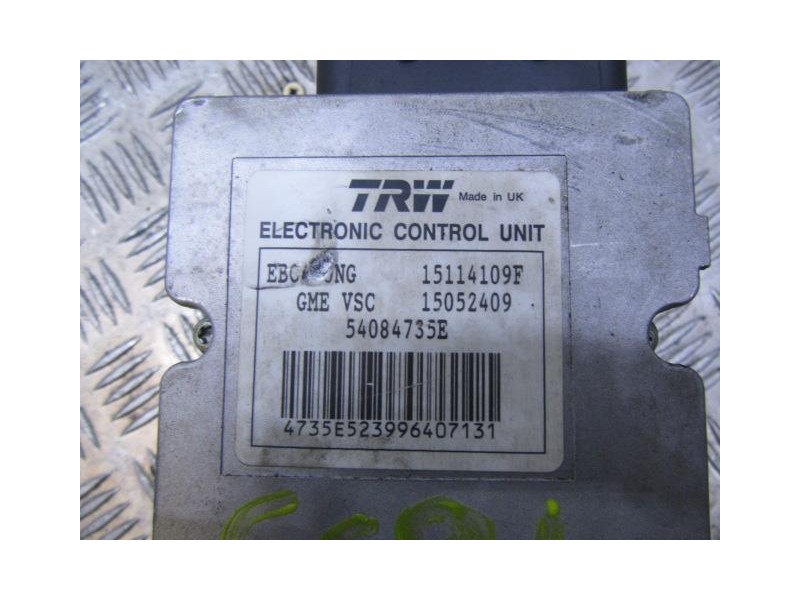 TRW Made in UK
ELECTRONIC CONTROL UNIT
15114109F
GME VSC 15052409
54084735E
4735E523996407131